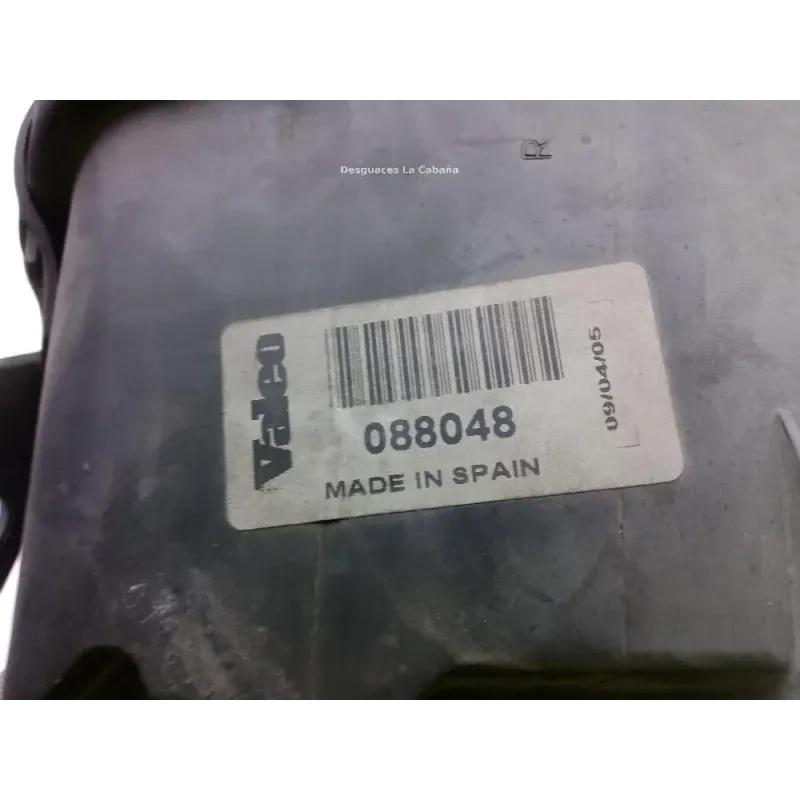 R
Desguaces La Cabaña
Valeo
088048
MADE IN SPAIN
09/04/05